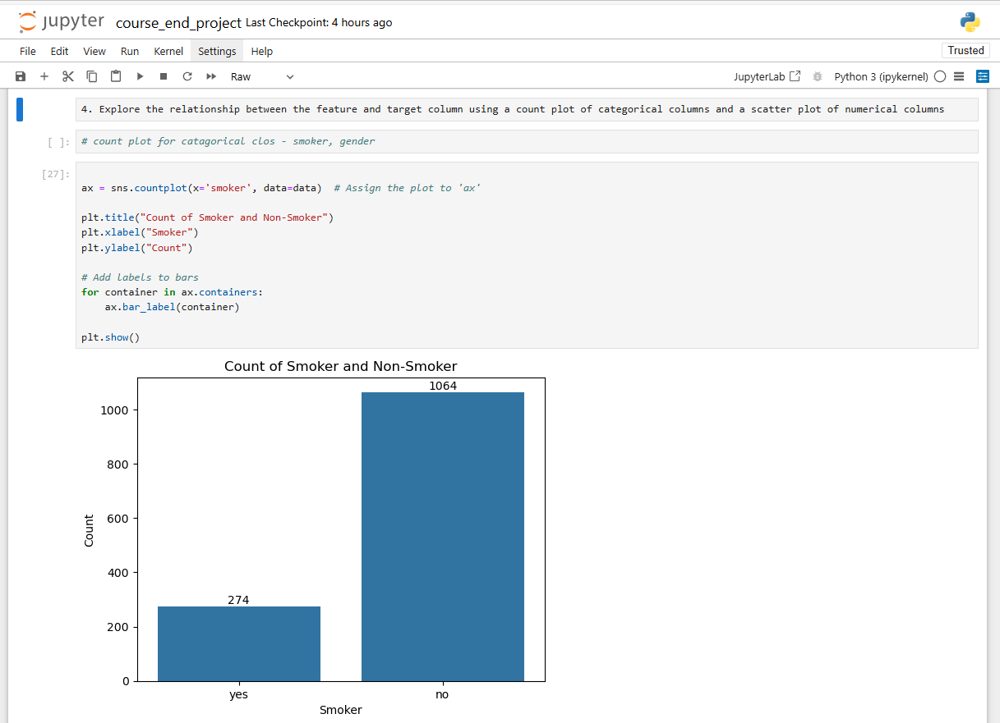 jupyter course_end_project Last Checkpoint: 4 hours ago
File Edit View Run Kernel Settings Help
Trusted
Raw
JupyterLab
Python 3 (ipykernel)
4. Explore the relationship between the feature and target column using a count plot of categorical columns and a scatter plot of numerical columns
[ ]: # count plot for catagorical clos - smoker, gender
[27]:
ax = sns.countplot(x='smoker', data=data)  # Assign the plot to 'ax'
plt.title("Count of Smoker and Non-Smoker")
plt.xlabel("Smoker")
plt.ylabel("Count")
# Add labels to bars
for container in ax.containers:
    ax.bar_label(container)
plt.show()
Count of Smoker and Non-Smoker
1064
1000
800
600
400
274
200
0
Count
yes no
Smoker